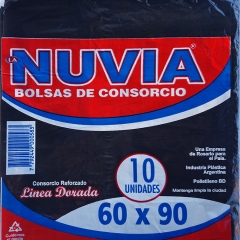 LA
NUVIA®
BOLSAS DE CONSORCIO
Consorcio Reforzado
Linea Dorada
10
UNIDADES
Una Empresa
de Rosario para
el País.
Industria Plástica
Argentina
Polietileno BD
Mantenga limpia la ciudad
60 x 90